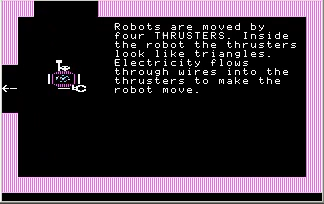 Robots are moved by
four THRUSTERS. Inside
the robot the thrusters
look like triangles.
Electricity flows
through wires into the
thrusters to make the
robot move.